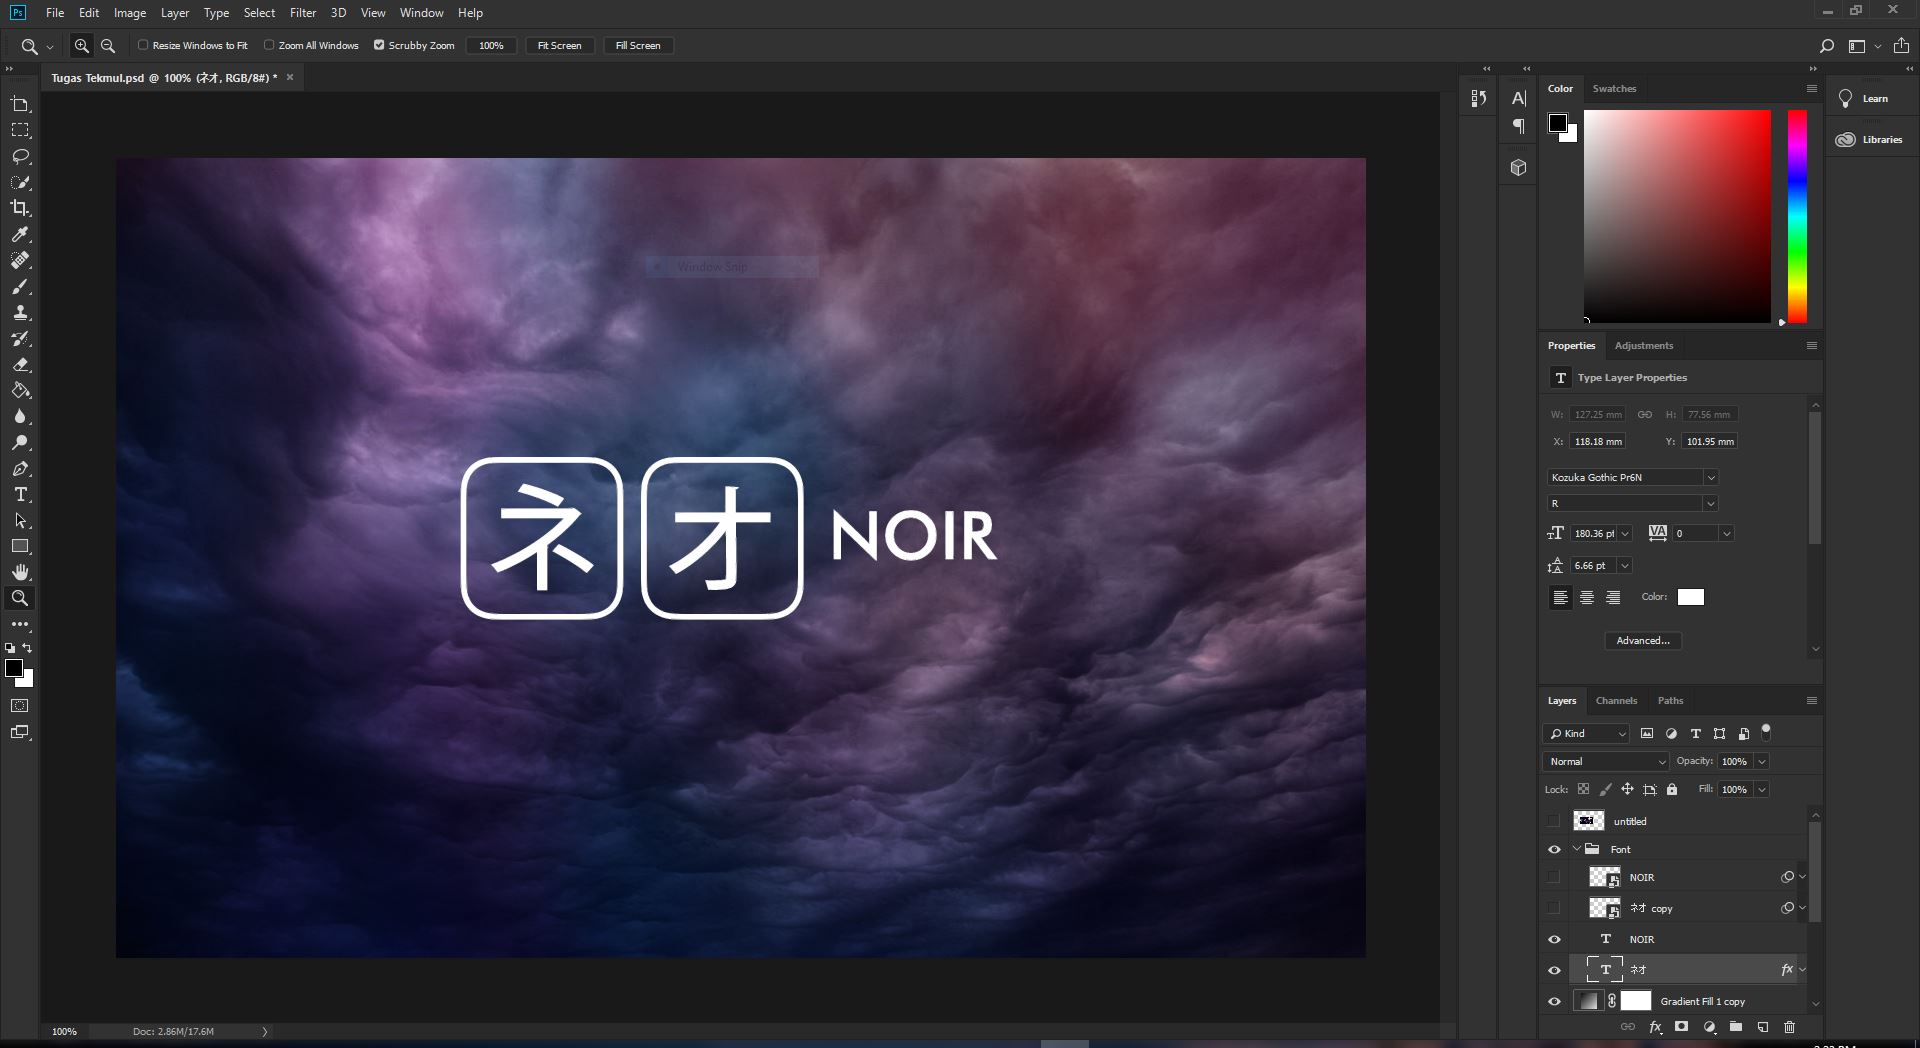 Ps File Edit Image Layer Type Select Filter 3D View Window Help
Resize Windows to Fit Zoom All Windows Scrubby Zoom 100% Fit Screen Fill Screen
Tugas Tekmul.psd @ 100% (ネオ, RGB/8#) *
Color Swatches
Learn
Libraries
Window Snip
ネオ NOIR
Properties Adjustments
T Type Layer Properties
W: 127.25 mm H: 77.56 mm
X: 118.18 mm Y: 101.95 mm
Kozuka Gothic Pr6N
R
180.36 pt VA 0
6.66 pt
Color:
Advanced...
Layers Channels Paths
Kind
Normal Opacity: 100%
Lock: Fill: 100%
untitled
Font
NOIR
ネオ copy
T NOIR
T ネオ fx
Gradient Fill 1 copy
fx
100% Doc: 2.86M/17.6M